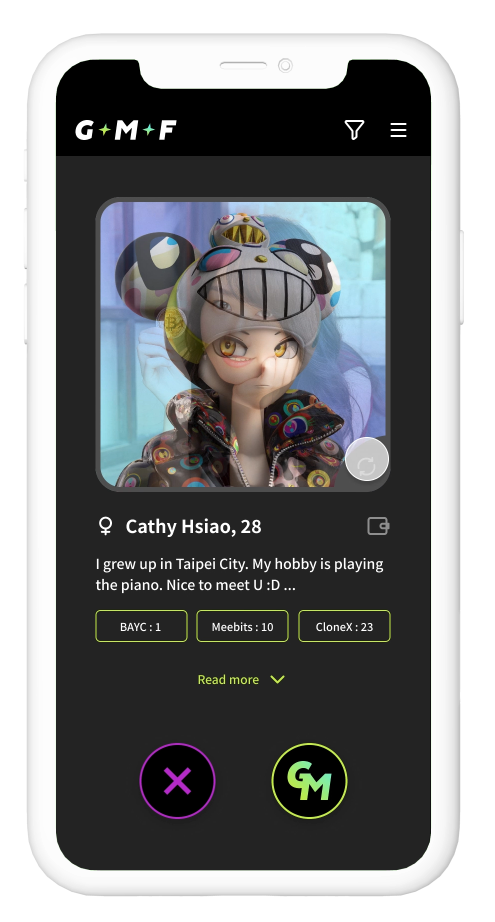 G✦M✦F
Cathy Hsiao, 28
I grew up in Taipei City. My hobby is playing
the piano. Nice to meet U :D ...
BAYC : 1
Meebits : 10
CloneX : 23
Read more
GM